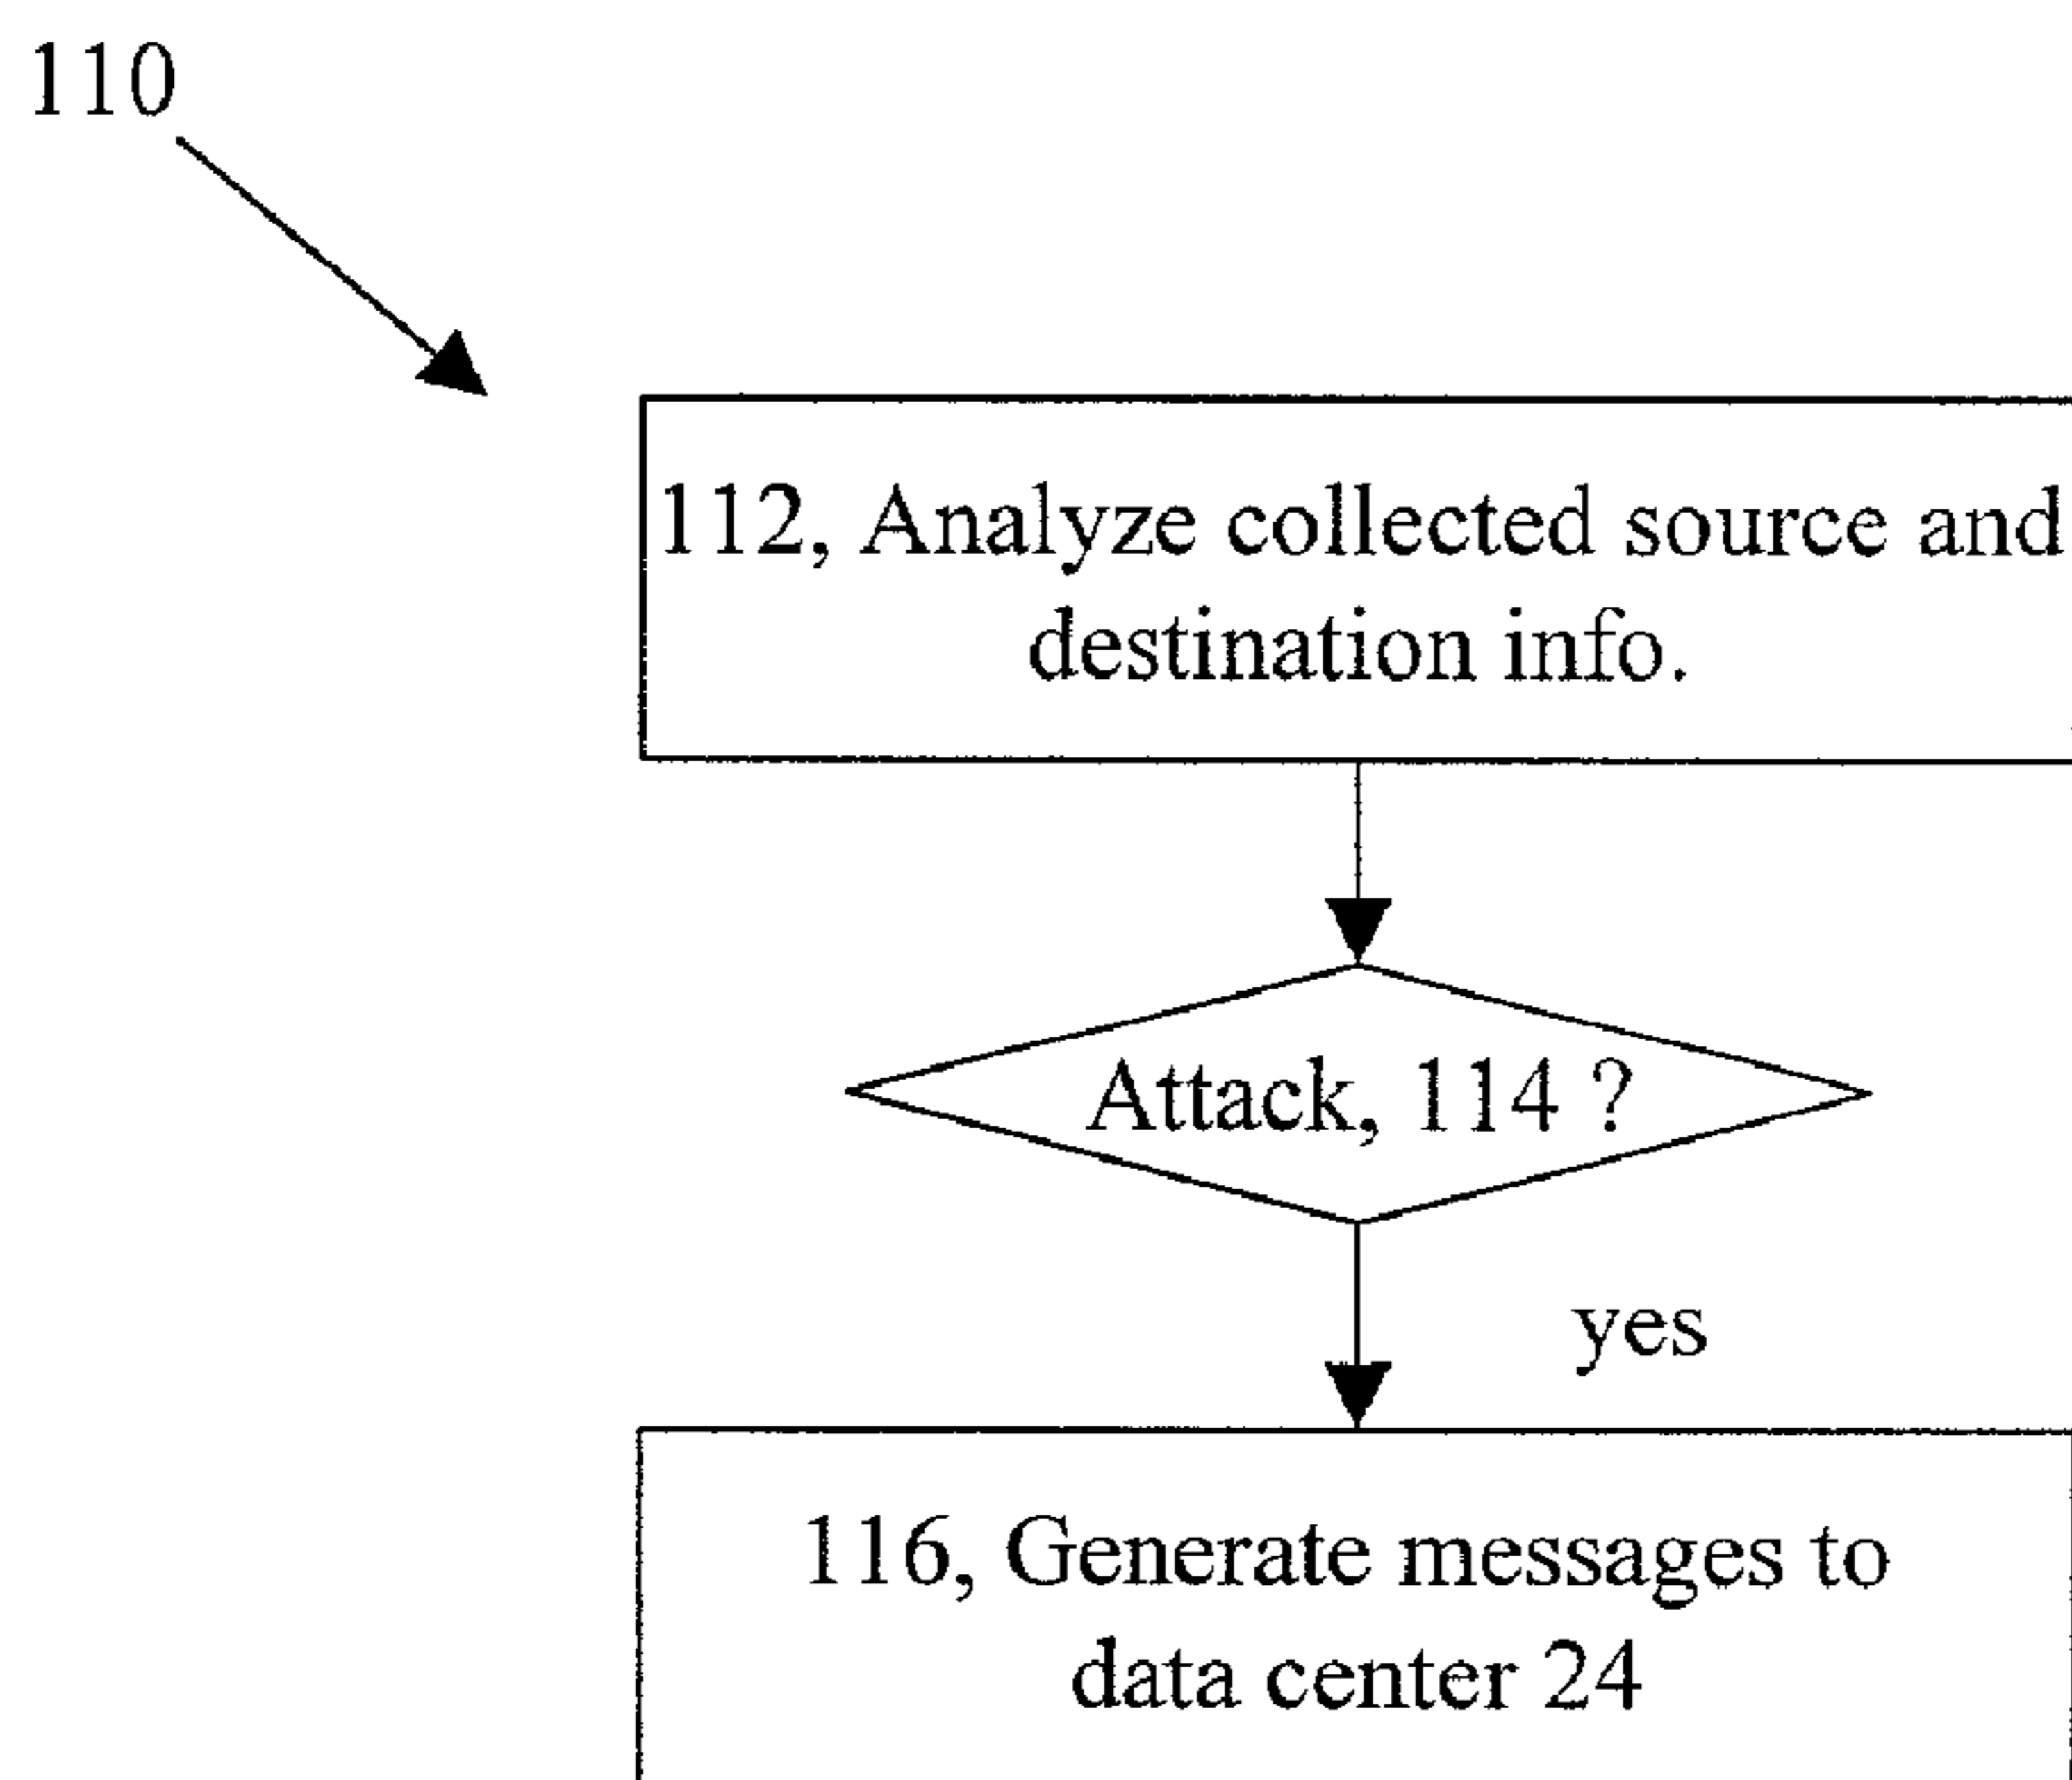 110
112, Analyze collected source and
destination info.
Attack, 114 ?
yes
116, Generate messages to
data center 24